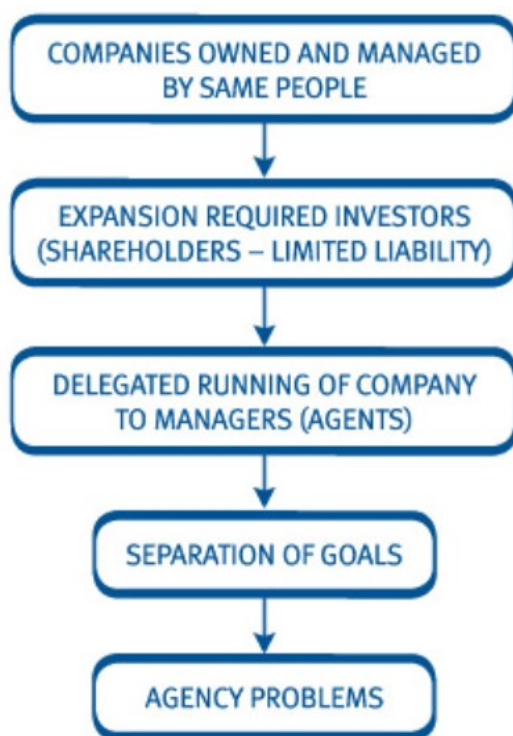 COMPANIES OWNED AND MANAGED
BY SAME PEOPLE
EXPANSION REQUIRED INVESTORS
(SHAREHOLDERS – LIMITED LIABILITY)
DELEGATED RUNNING OF COMPANY
TO MANAGERS (AGENTS)
SEPARATION OF GOALS
AGENCY PROBLEMS